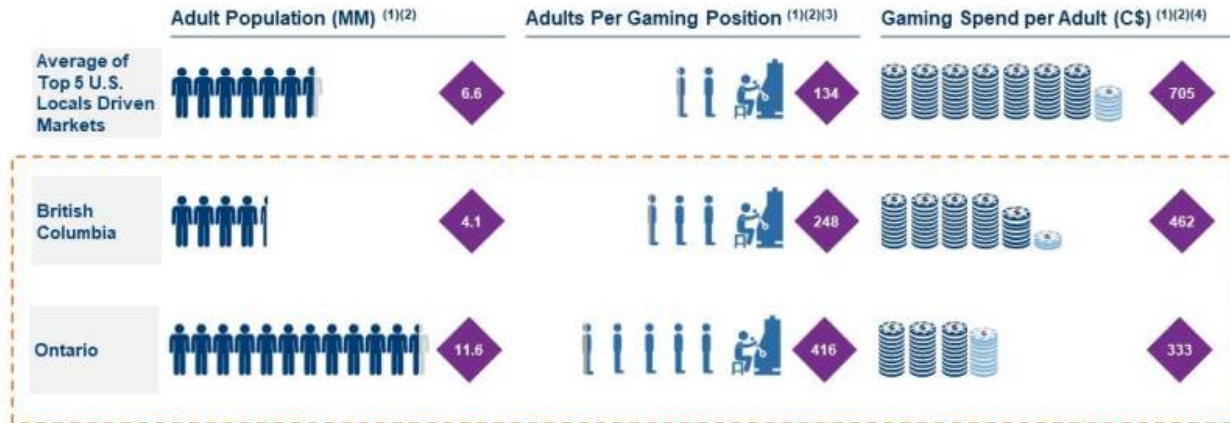 Adult Population (MM) (1)(2)
Adults Per Gaming Position (1)(2)(3)
Gaming Spend per Adult (C$) (1)(2)(4)
Average of
Top 5 U.S.
Locals Driven
Markets
6.6
134
705
British
Columbia
4.1
248
462
Ontario
11.6
416
333